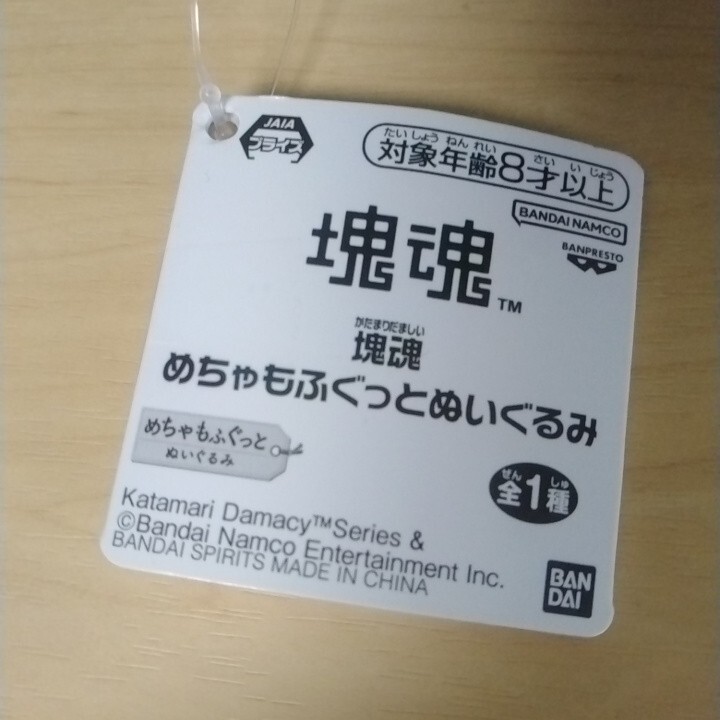 JAIA
プライズ
たいしょうねんれい さいいじょう
対象年齢8才以上
BANDAI NAMCO
BANPRESTO
塊魂™
かたまりだましい
塊魂
めちゃもふぐっとぬいぐるみ
めちゃもふぐっと
ぬいぐるみ
ぜん しゅ
全1種
Katamari Damacy™Series &
©Bandai Namco Entertainment Inc.
BANDAI SPIRITS MADE IN CHINA
BAN
DAI